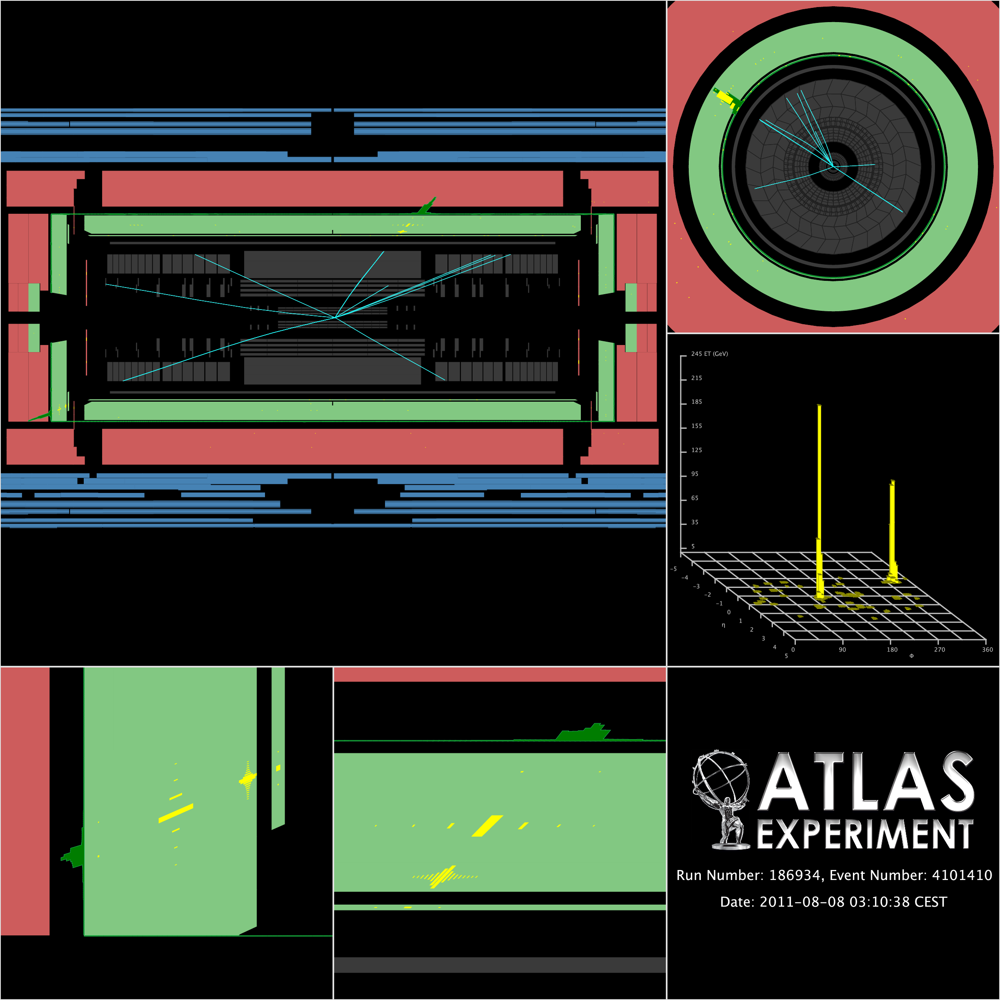 245 ET (GeV)
215
185
155
125
95
65
35
5
-5
-4
-3
-2
-1
0
1
2
3
4
5
η
0 90 180 270 360
Φ
ATLAS
EXPERIMENT
Run Number: 186934, Event Number: 4101410
Date: 2011-08-08 03:10:38 CEST